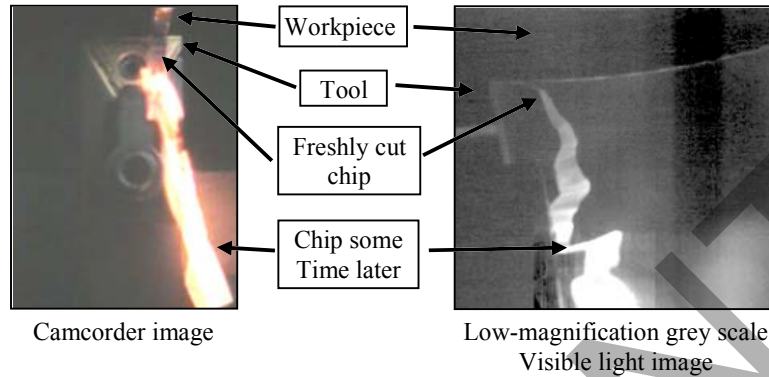 Workpiece
Tool
Freshly cut
chip
Chip some
Time later
Camcorder image
Low-magnification grey scale
Visible light image